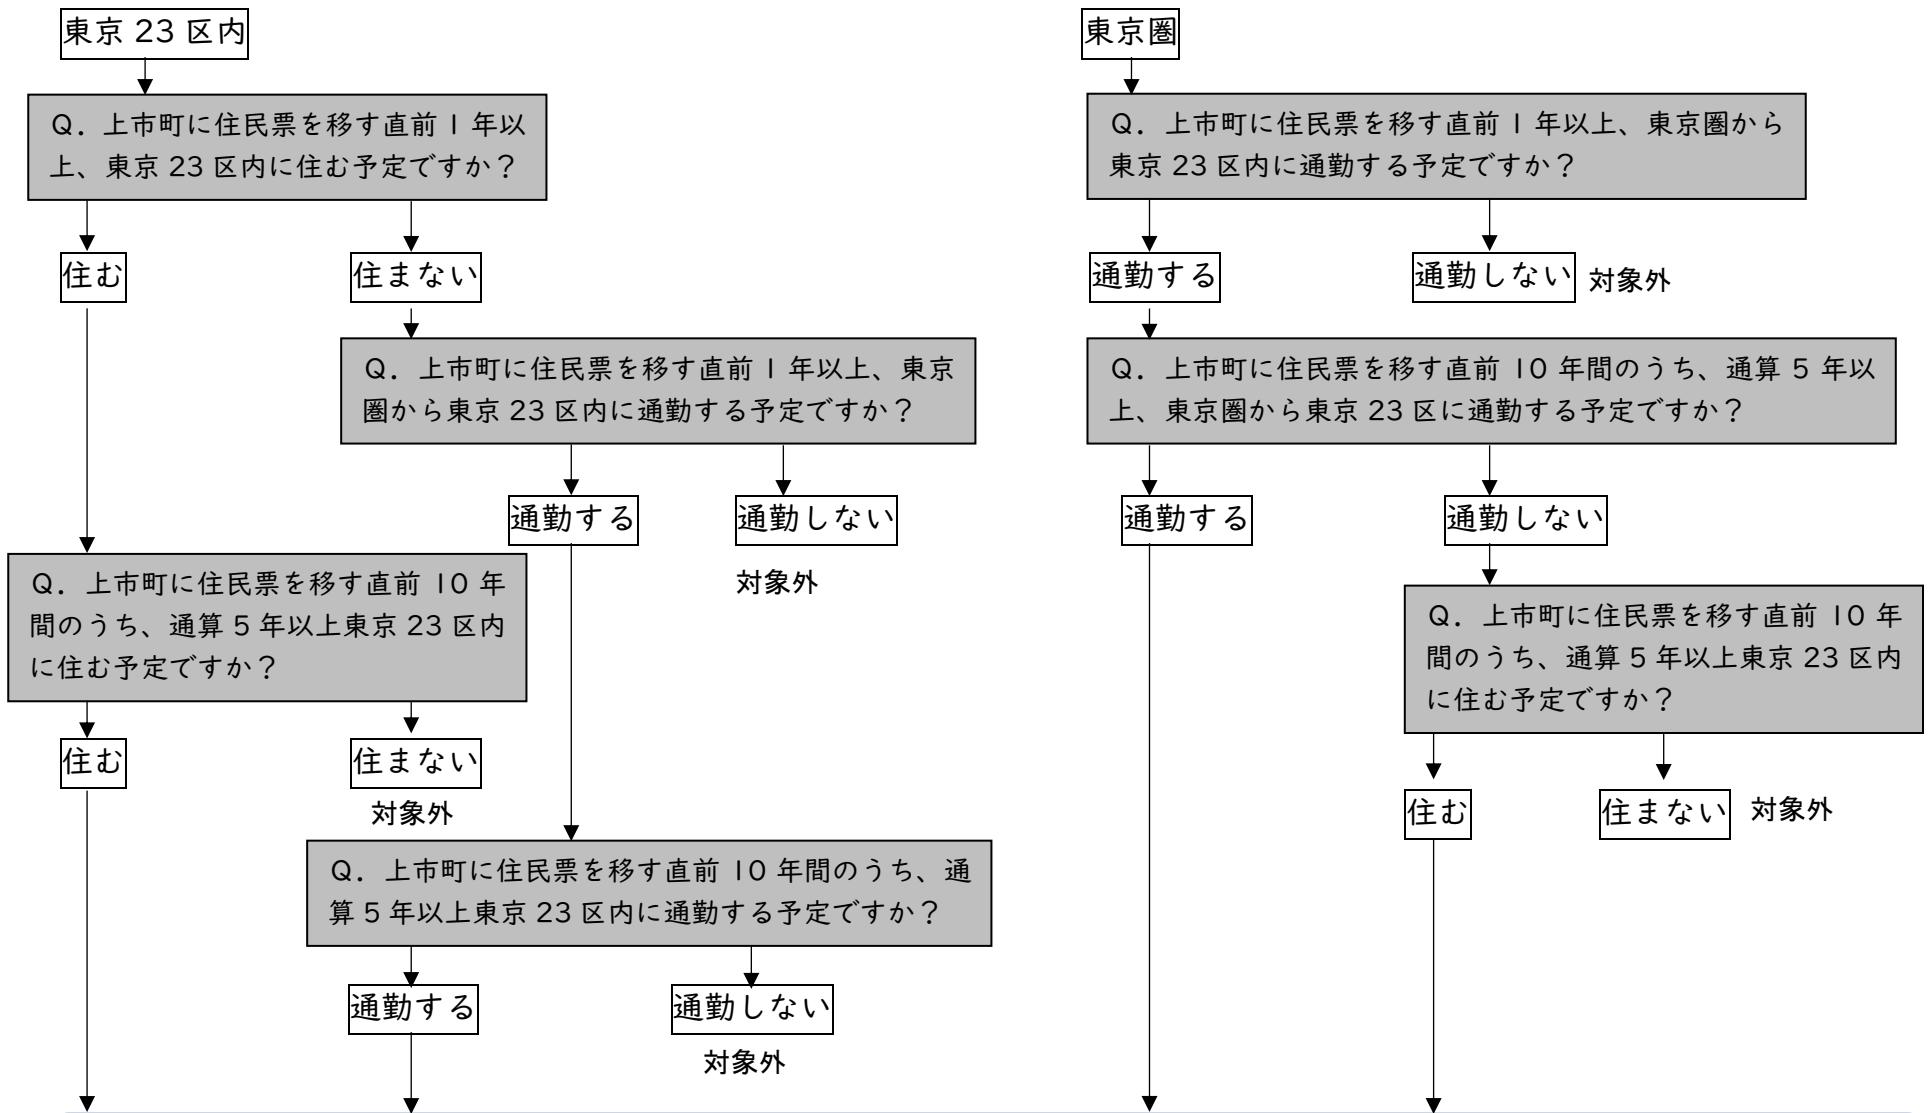 東京 23 区内
Q．上市町に住民票を移す直前 1 年以
上、東京 23 区内に住む予定ですか？
住む
住まない
Q．上市町に住民票を移す直前 1 年以上、東京
圏から東京 23 区内に通勤する予定ですか？
通勤する
通勤しない
対象外
Q．上市町に住民票を移す直前 10 年
間のうち、通算 5 年以上東京 23 区内
に住む予定ですか？
住む
住まない
対象外
Q．上市町に住民票を移す直前 10 年間のうち、通
算 5 年以上東京 23 区内に通勤する予定ですか？
通勤する
通勤しない
対象外
東京圏
Q．上市町に住民票を移す直前 1 年以上、東京圏から
東京 23 区内に通勤する予定ですか？
通勤する
通勤しない
対象外
Q．上市町に住民票を移す直前 10 年間のうち、通算 5 年以
上、東京圏から東京 23 区に通勤する予定ですか？
通勤する
通勤しない
Q．上市町に住民票を移す直前 10 年
間のうち、通算 5 年以上東京 23 区内
に住む予定ですか？
住む
住まない
対象外